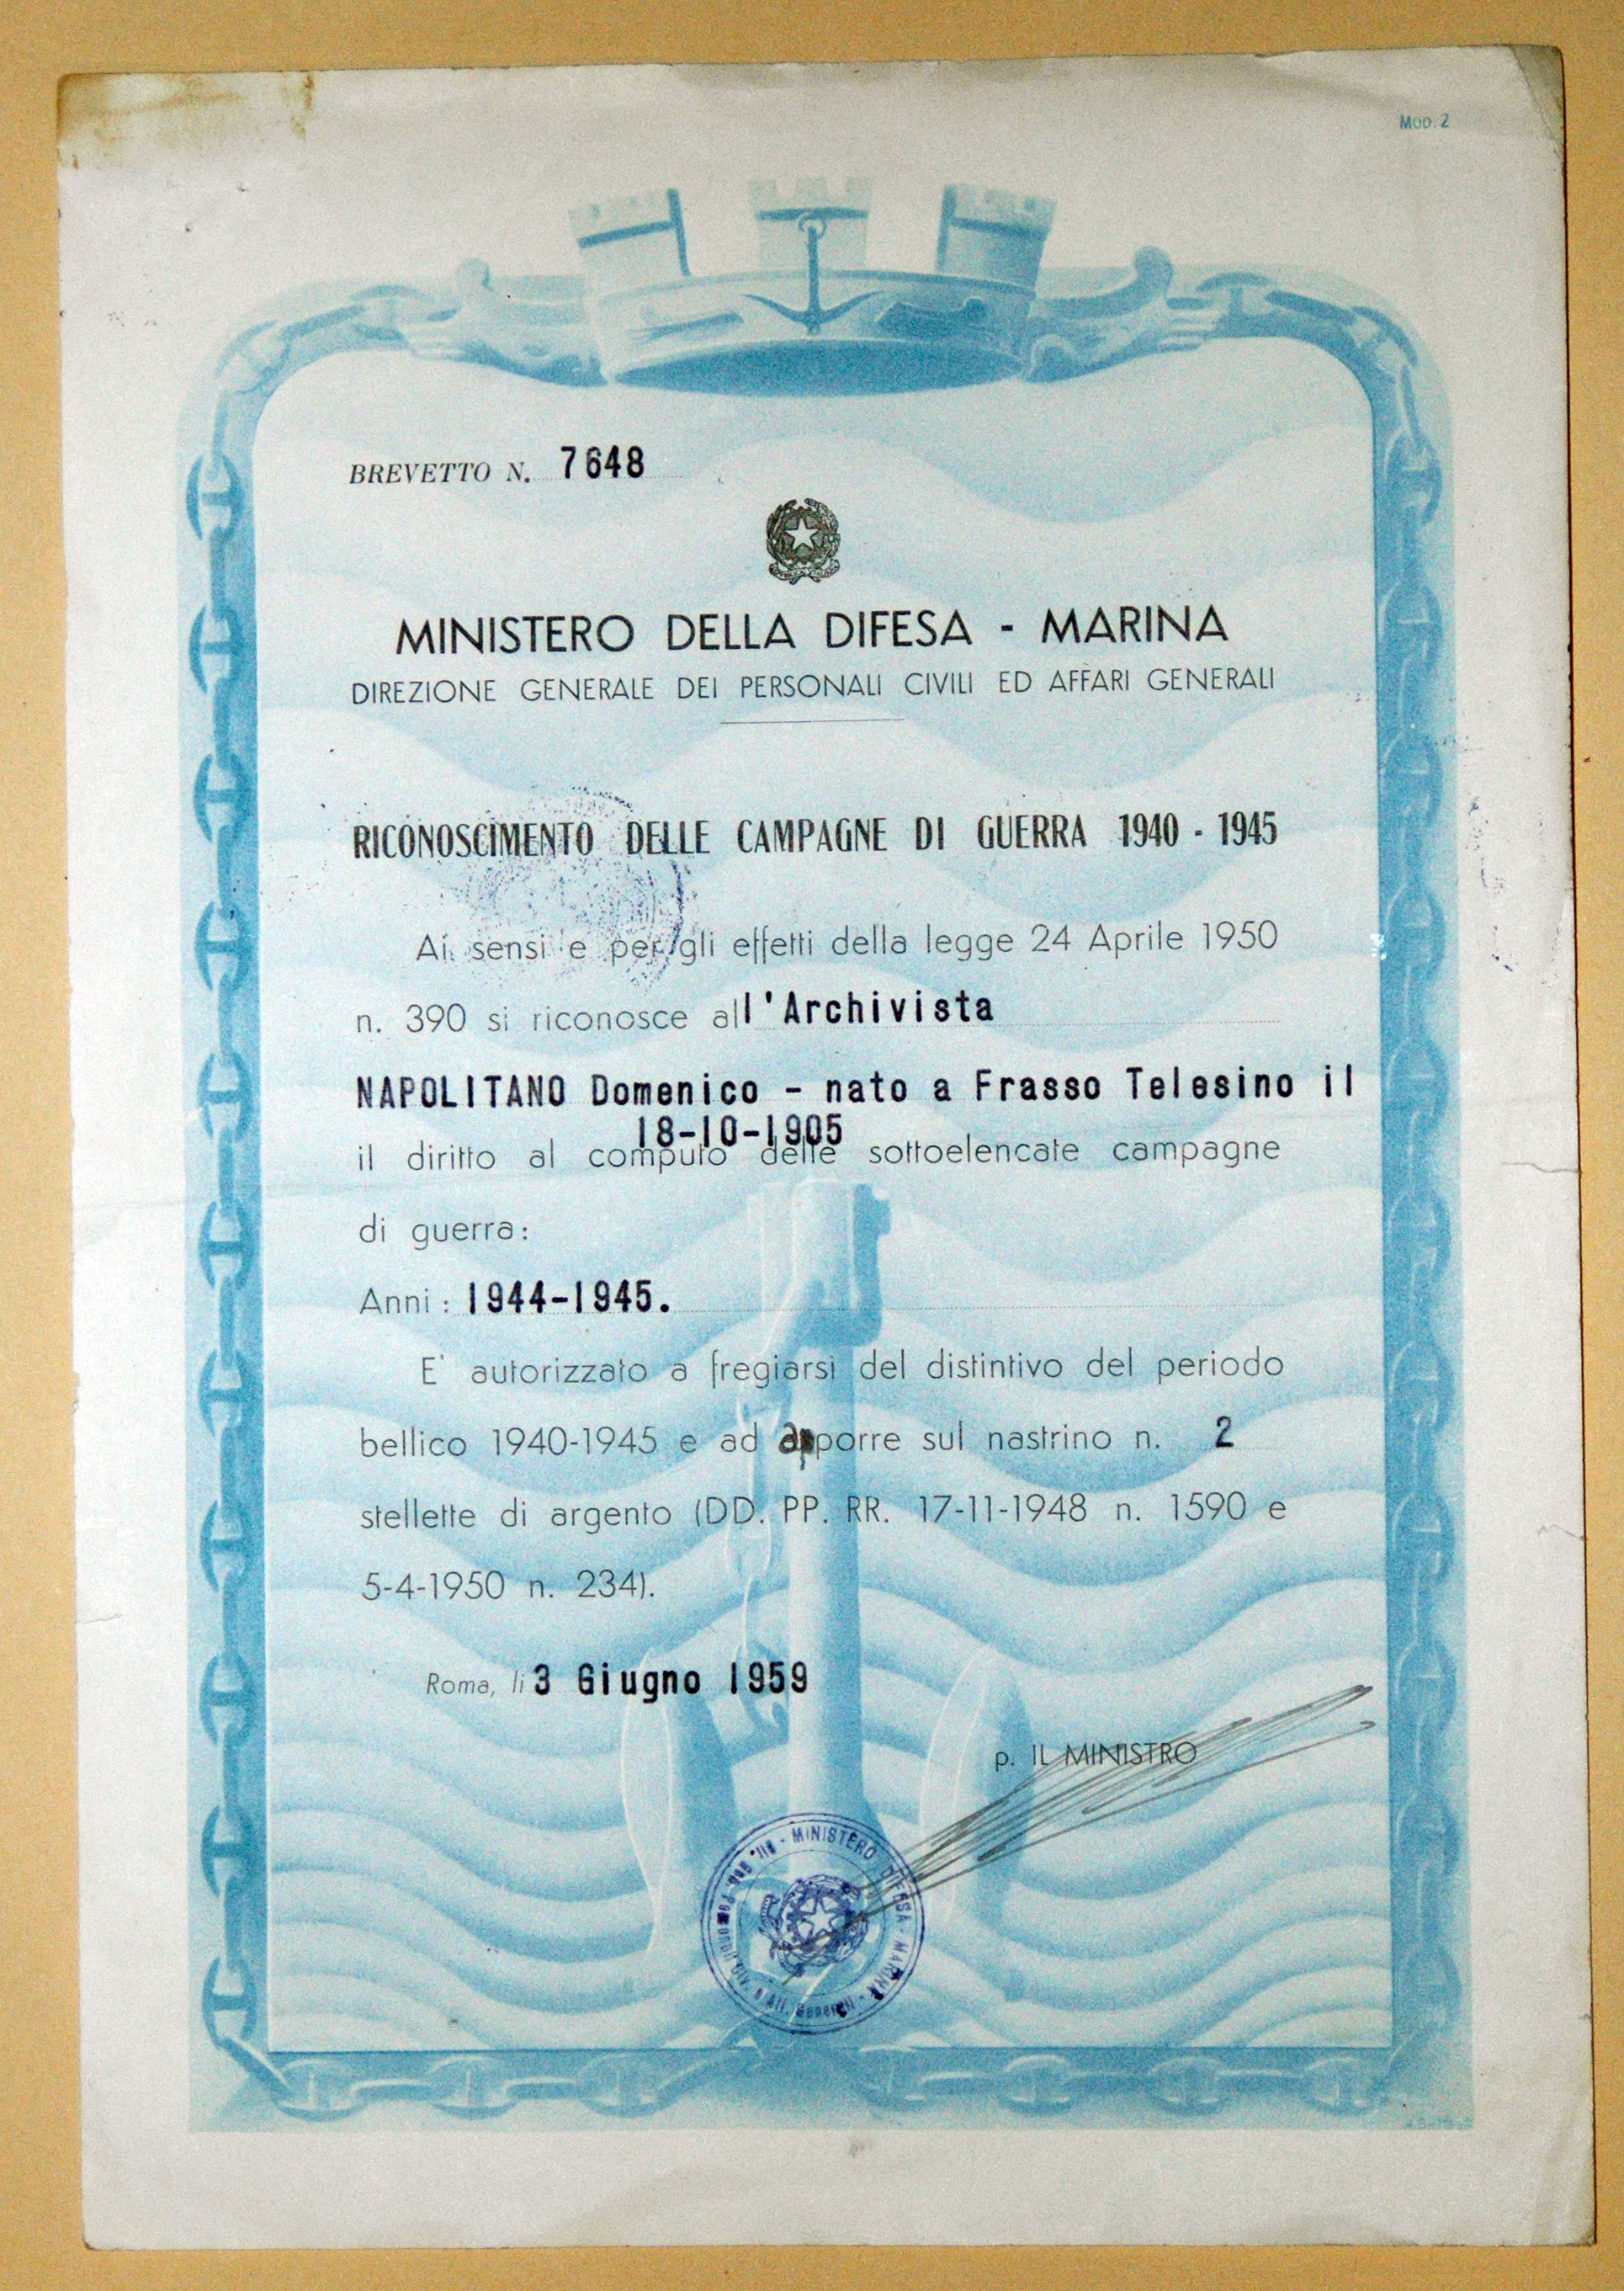 MOD. 2
BREVETTO N. 7648
MINISTERO DELLA DIFESA - MARINA
DIREZIONE GENERALE DEI PERSONALI CIVILI ED AFFARI GENERALI
RICONOSCIMENTO DELLE CAMPAGNE DI GUERRA 1940 - 1945
Ai sensi e per gli effetti della legge 24 Aprile 1950
n. 390 si riconosce all'Archivista
NAPOLITANO Domenico - nato a Frasso Telesino il
18-10-1905
il diritto al computo delle sottoelencate campagne
di guerra:
Anni: 1944-1945.
E' autorizzato a fregiarsi del distintivo del periodo
bellico 1940-1945 e ad apporre sul nastrino n. 2
stellette di argento (DD. PP. RR. 17-11-1948 n. 1590 e
5-4-1950 n. 234).
Roma, li 3 Giugno 1959
p. IL MINISTRO
MINISTERO DIFESA - MARINA